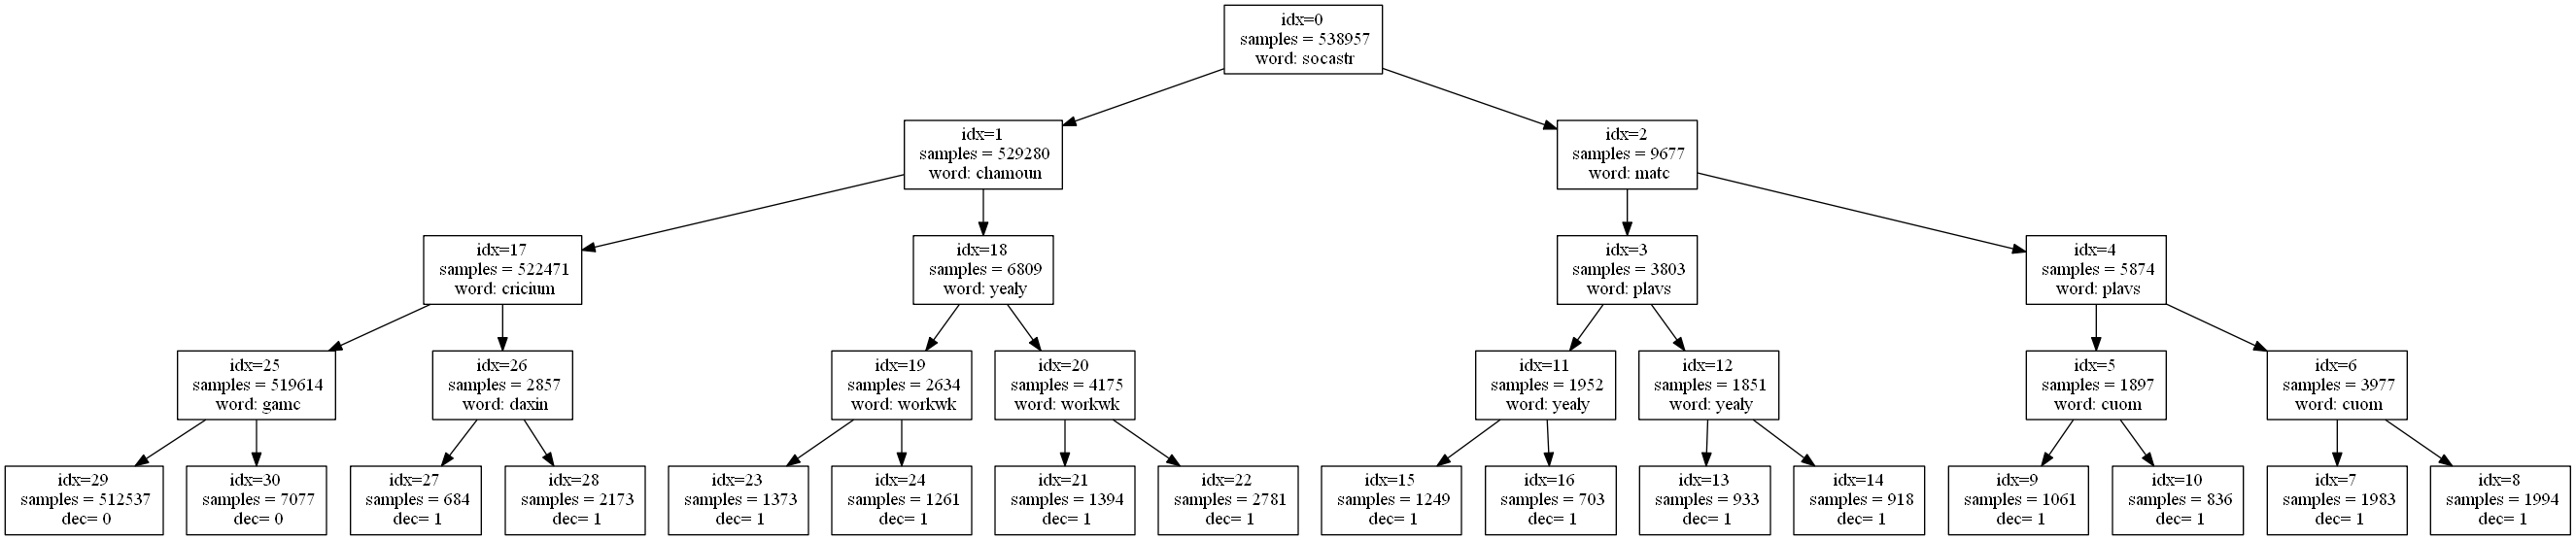 idx=0
samples = 538957
word: socastr
idx=1
samples = 529280
word: chamoun
idx=2
samples = 9677
word: matc
idx=17
samples = 522471
word: cricium
idx=18
samples = 6809
word: yealy
idx=3
samples = 3803
word: plavs
idx=4
samples = 5874
word: plavs
idx=25
samples = 519614
word: gamc
idx=26
samples = 2857
word: daxin
idx=19
samples = 2634
word: workwk
idx=20
samples = 4175
word: workwk
idx=11
samples = 1952
word: yealy
idx=12
samples = 1851
word: yealy
idx=5
samples = 1897
word: cuom
idx=6
samples = 3977
word: cuom
idx=29
samples = 512537
dec= 0
idx=30
samples = 7077
dec= 0
idx=27
samples = 684
dec= 1
idx=28
samples = 2173
dec= 1
idx=23
samples = 1373
dec= 1
idx=24
samples = 1261
dec= 1
idx=21
samples = 1394
dec= 1
idx=22
samples = 2781
dec= 1
idx=15
samples = 1249
dec= 1
idx=16
samples = 703
dec= 1
idx=13
samples = 933
dec= 1
idx=14
samples = 918
dec= 1
idx=9
samples = 1061
dec= 1
idx=10
samples = 836
dec= 1
idx=7
samples = 1983
dec= 1
idx=8
samples = 1994
dec= 1